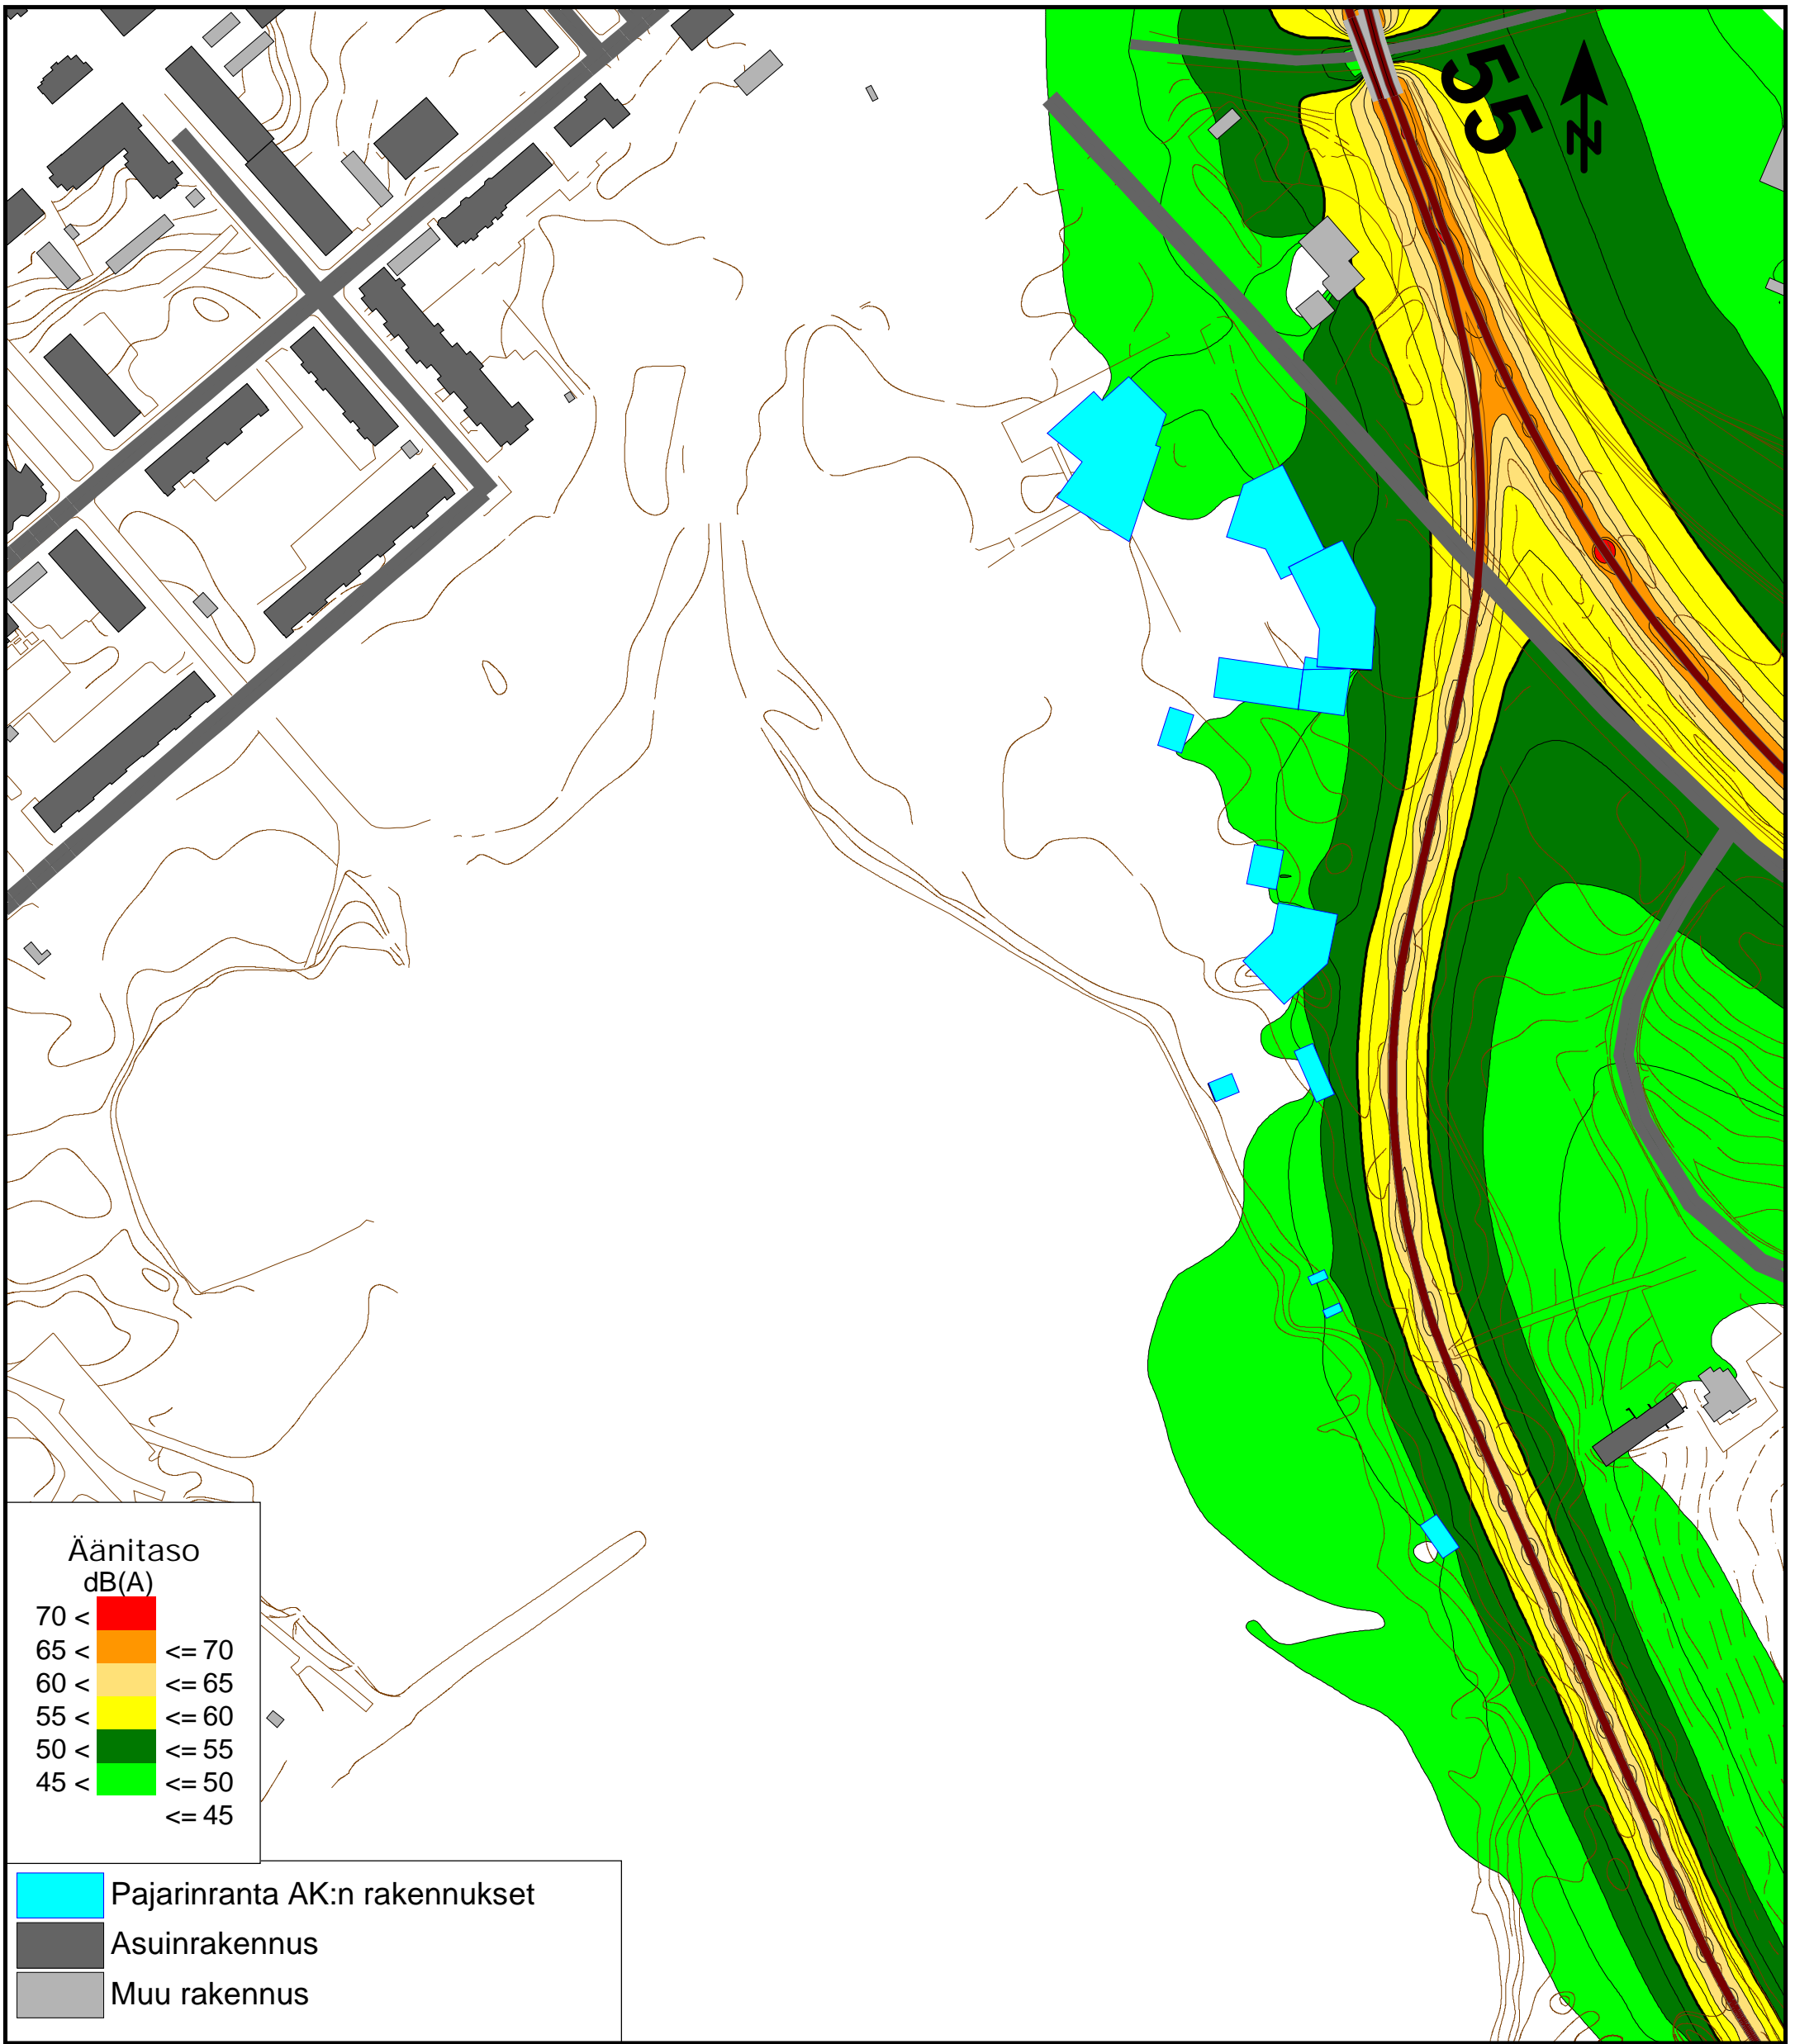 55
N
Äänitaso
dB(A)
70 <
65 < <= 70
60 < <= 65
55 < <= 60
50 < <= 55
45 < <= 50
<= 45
Pajarinranta AK:n rakennukset
Asuinrakennus
Muu rakennus